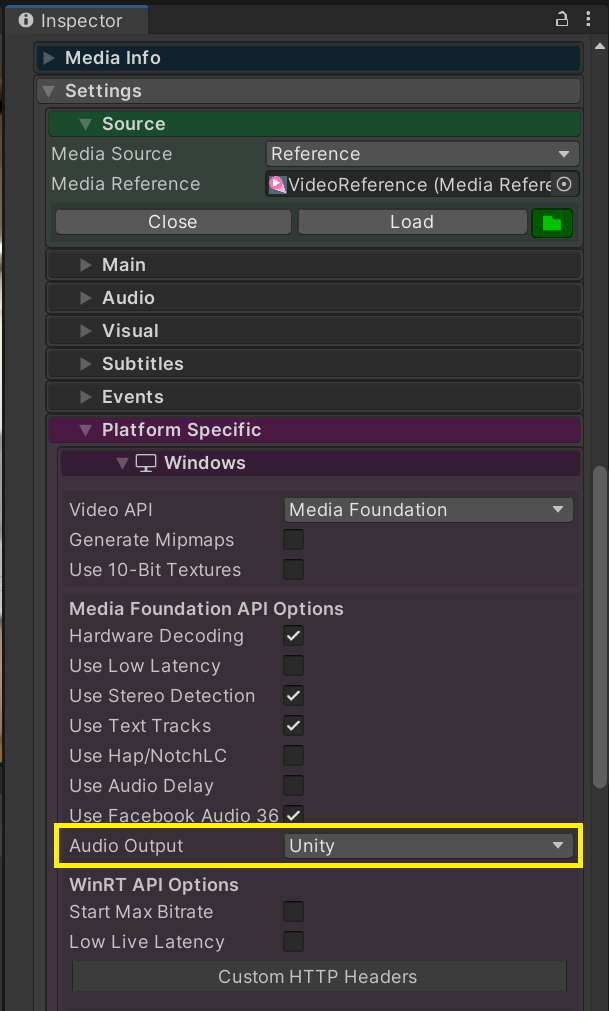 Inspector
Media Info
Settings
Source
Media Source Reference
Media Reference VideoReference (Media Refere
Close Load
Main
Audio
Visual
Subtitles
Events
Platform Specific
Windows
Video API Media Foundation
Generate Mipmaps
Use 10-Bit Textures
Media Foundation API Options
Hardware Decoding
Use Low Latency
Use Stereo Detection
Use Text Tracks
Use Hap/NotchLC
Use Audio Delay
Use Facebook Audio 36
Audio Output Unity
WinRT API Options
Start Max Bitrate
Low Live Latency
Custom HTTP Headers